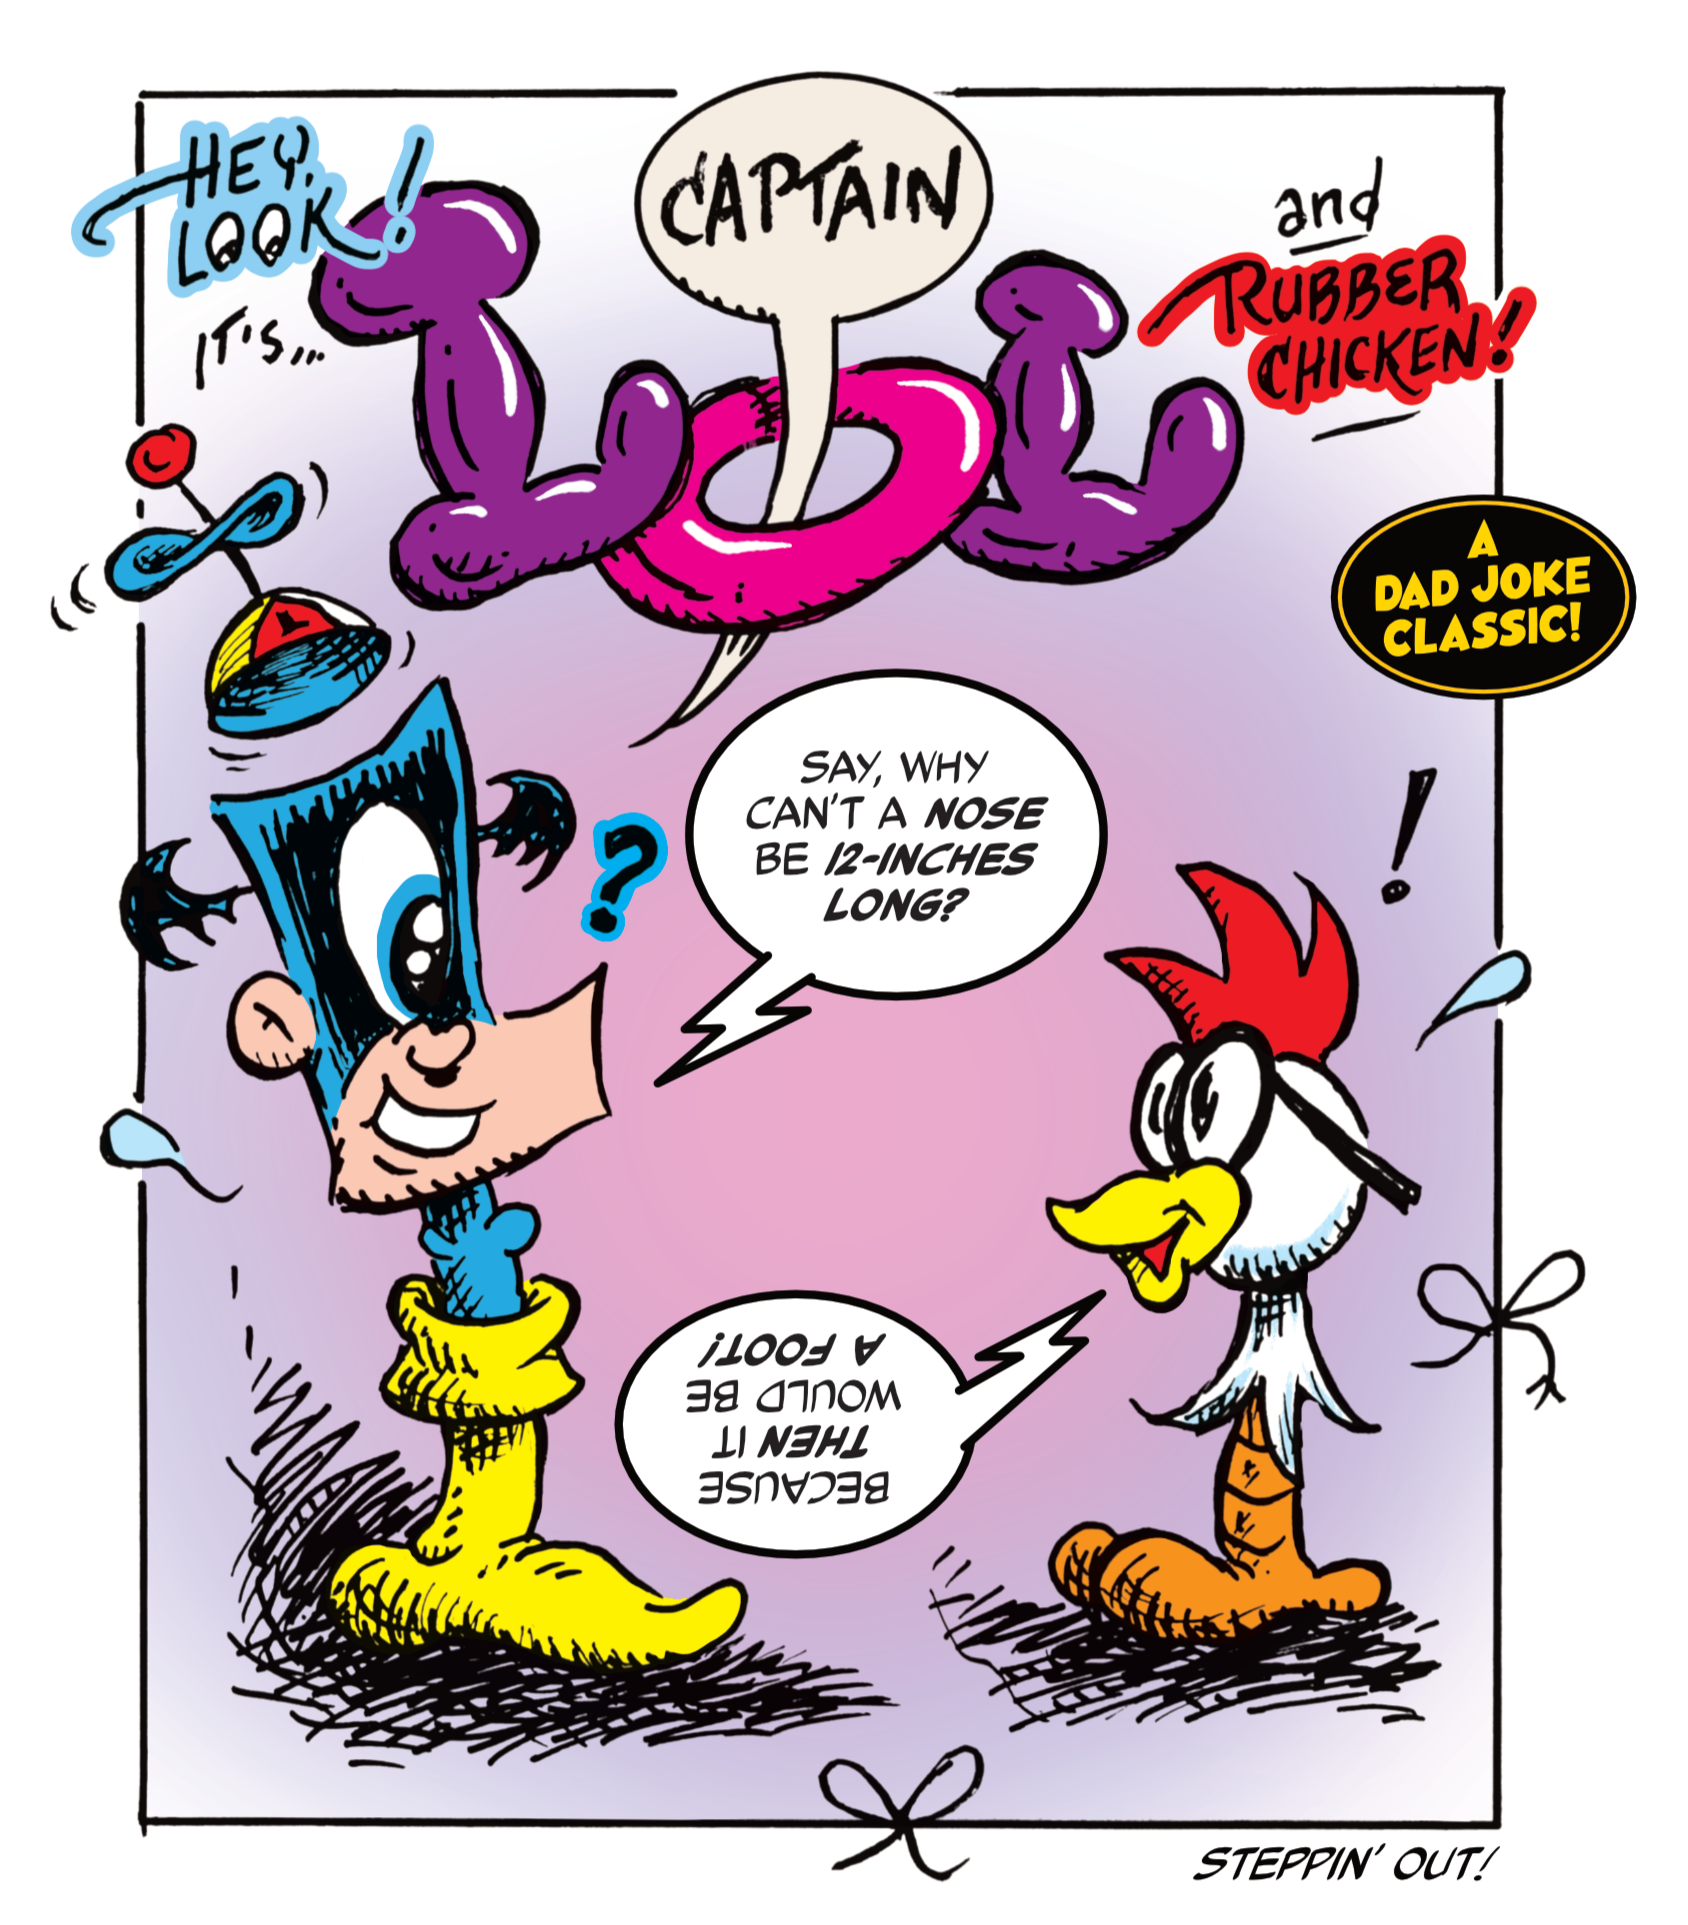 HEY,
LOOK!
IT'S...
CAPTAIN
LOL
and
RUBBER
CHICKEN!
A
DAD JOKE
CLASSIC!
SAY, WHY
CAN'T A NOSE
BE 12-INCHES
LONG?
?
!
BECAUSE
THEN IT
WOULD BE
A FOOT!
STEPPIN' OUT!